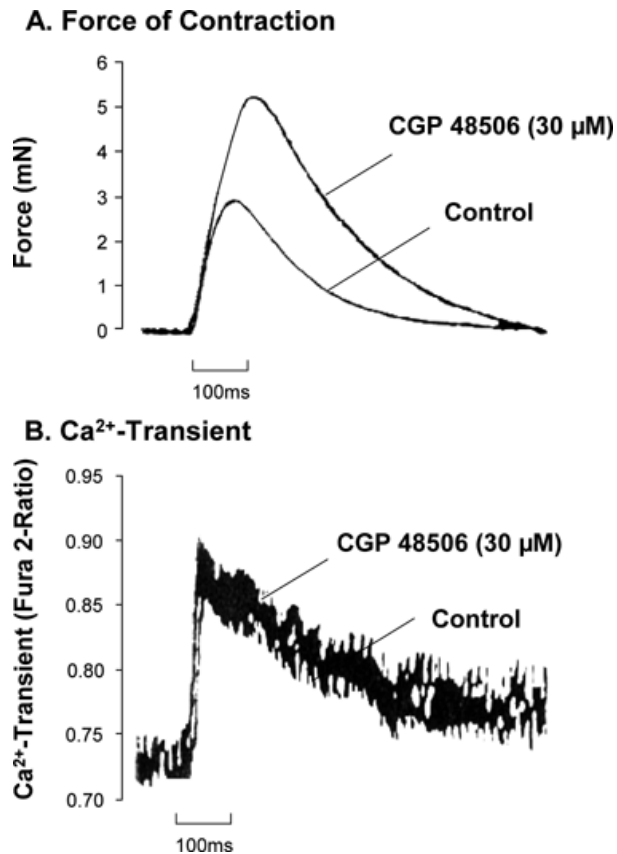 A. Force of Contraction
6
5
4
3
2
1
0
Force (mN)
CGP 48506 (30 µM)
Control
100ms
B. Ca²⁺-Transient
0.95
0.90
0.85
0.80
0.75
0.70
Ca²⁺-Transient (Fura 2-Ratio)
CGP 48506 (30 µM)
Control
100ms